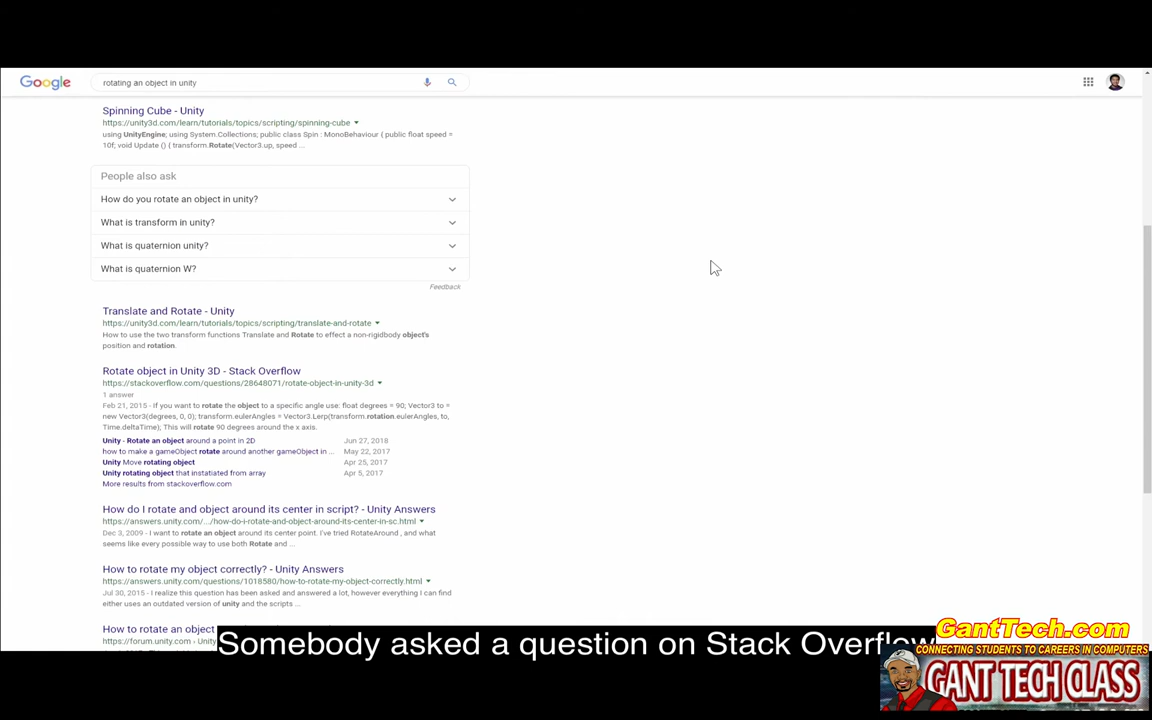 Google
rotating an object in unity
Spinning Cube - Unity
https://unity3d.com/learn/tutorials/topics/scripting/spinning-cube
using UnityEngine; using System.Collections; public class Spin : MonoBehaviour { public float speed =
10f; void Update () { transform.Rotate(Vector3.up, speed ...
People also ask
How do you rotate an object in unity?
What is transform in unity?
What is quaternion unity?
What is quaternion W?
Feedback
Translate and Rotate - Unity
https://unity3d.com/learn/tutorials/topics/scripting/translate-and-rotate
How to use the two transform functions Translate and Rotate to effect a non-rigidbody object's
position and rotation.
Rotate object in Unity 3D - Stack Overflow
https://stackoverflow.com/questions/28648071/rotate-object-in-unity-3d
1 answer
Feb 21, 2015 - If you want to rotate the object to a specific angle use: float degrees = 90; Vector3 to =
new Vector3(degrees, 0, 0); transform.eulerAngles = Vector3.Lerp(transform.rotation.eulerAngles, to,
Time.deltaTime); This will rotate 90 degrees around the x axis.
Unity - Rotate an object around a point in 2D Jun 27, 2018
how to make a gameObject rotate around another gameObject in ... May 22, 2017
Unity Move rotating object Apr 25, 2017
Unity rotating object that instatiated from array Apr 5, 2017
More results from stackoverflow.com
How do I rotate and object around its center in script? - Unity Answers
https://answers.unity.com/.../how-do-i-rotate-and-object-around-its-center-in-sc.html
Dec 3, 2009 - I want to rotate an object around its center point. I've tried RotateAround , and what
seems like every possible way to use both Rotate and ...
How to rotate my object correctly? - Unity Answers
https://answers.unity.com/questions/1018580/how-to-rotate-my-object-correctly.html
Jul 30, 2015 - I realize this question has been asked and answered a lot, however everything I can find
either uses an outdated version of unity and the scripts ...
How to rotate an object
https://forum.unity.com › Unity
Somebody asked a question on Stack Overflow
GantTech.com
CONNECTING STUDENTS TO CAREERS IN COMPUTERS
GANT TECH CLASS